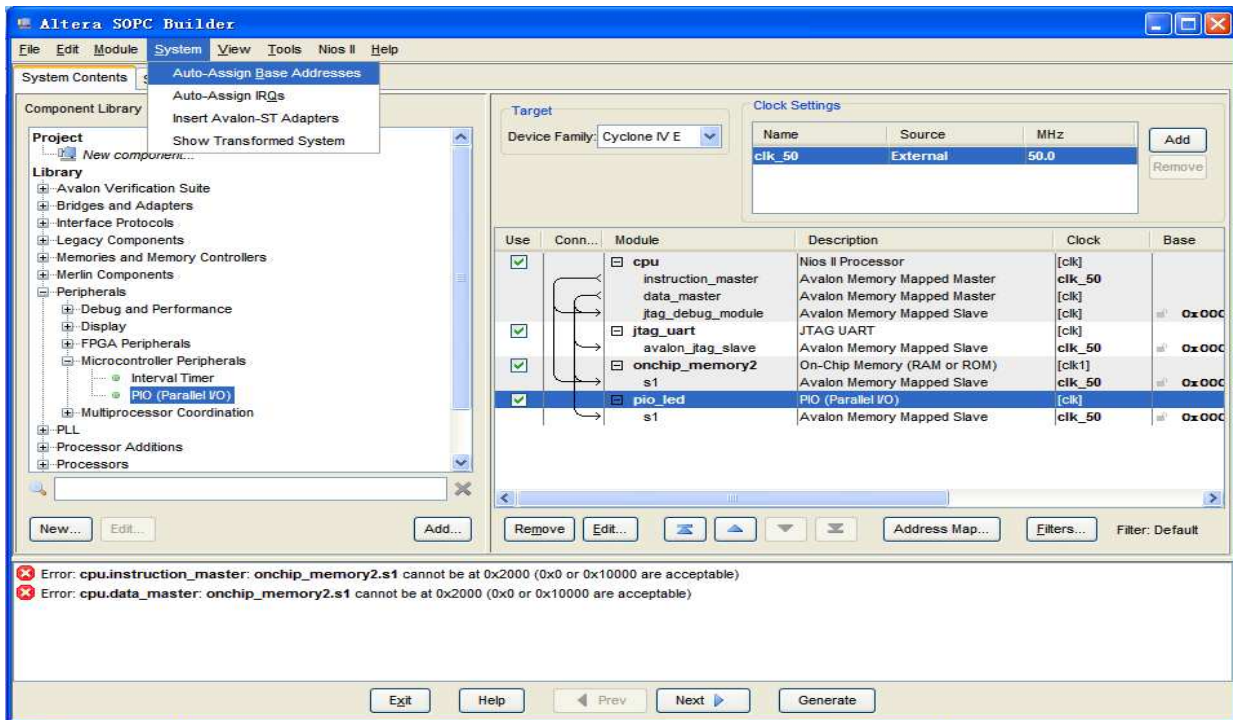 Altera SOPC Builder
File Edit Module System View Tools Nios II Help
System Contents
Auto-Assign Base Addresses
Auto-Assign IRQs
Insert Avalon-ST Adapters
Show Transformed System
Component Library
Project
New component...
Library
Avalon Verification Suite
Bridges and Adapters
Interface Protocols
Legacy Components
Memories and Memory Controllers
Merlin Components
Peripherals
Debug and Performance
Display
FPGA Peripherals
Microcontroller Peripherals
Interval Timer
PIO (Parallel I/O)
Multiprocessor Coordination
PLL
Processor Additions
Processors
New... Edit... Add...
Target
Device Family: Cyclone IV E
Clock Settings
Name Source MHz
clk_50 External 50.0
Add
Remove
Use Conn... Module Description Clock Base
cpu Nios II Processor [clk]
instruction_master Avalon Memory Mapped Master clk_50
data_master Avalon Memory Mapped Master [clk]
jtag_debug_module Avalon Memory Mapped Slave [clk] 0x000
jtag_uart JTAG UART [clk]
avalon_jtag_slave Avalon Memory Mapped Slave clk_50 0x000
onchip_memory2 On-Chip Memory (RAM or ROM) [clk1]
s1 Avalon Memory Mapped Slave clk_50 0x000
pio_led PIO (Parallel I/O) [clk]
s1 Avalon Memory Mapped Slave clk_50 0x000
Remove Edit... Address Map... Filters... Filter: Default
Error: cpu.instruction_master: onchip_memory2.s1 cannot be at 0x2000 (0x0 or 0x10000 are acceptable)
Error: cpu.data_master: onchip_memory2.s1 cannot be at 0x2000 (0x0 or 0x10000 are acceptable)
Exit Help Prev Next Generate